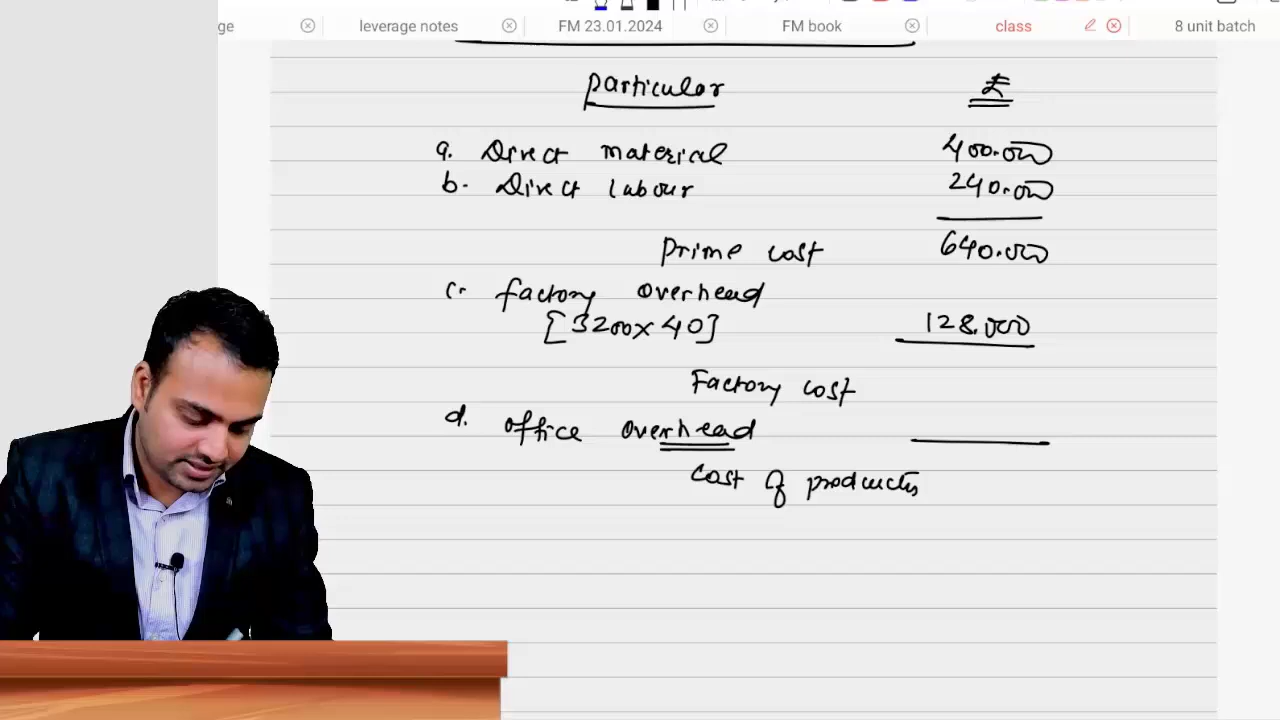 ge leverage notes FM 23.01.2024 FM book class 8 unit batch
Particular ₹
a. Direct material 400.000
b. Direct labour 240.000
Prime cost 640.000
c. factory overhead
[3200 x 40] 128.000
Factory cost
d. office overhead
Cost of production